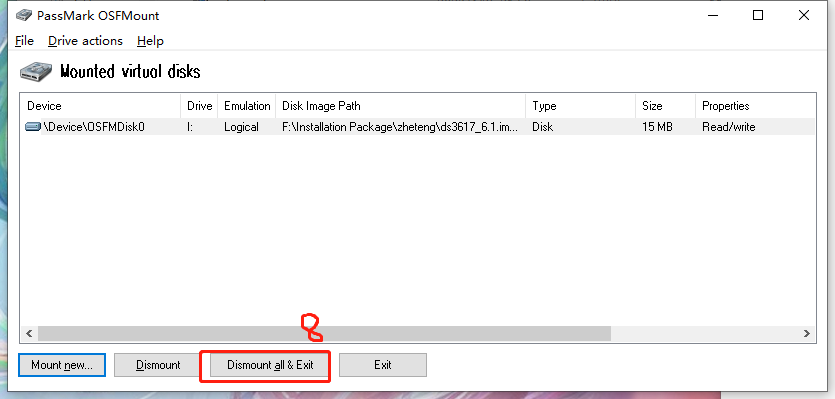 PassMark OSFMount
File Drive actions Help
Mounted virtual disks
Device Drive Emulation Disk Image Path Type Size Properties
\Device\OSFMDisk0 I: Logical F:\Installation Package\zheteng\ds3617_6.1.im... Disk 15 MB Read/write
8
Mount new... Dismount Dismount all & Exit Exit